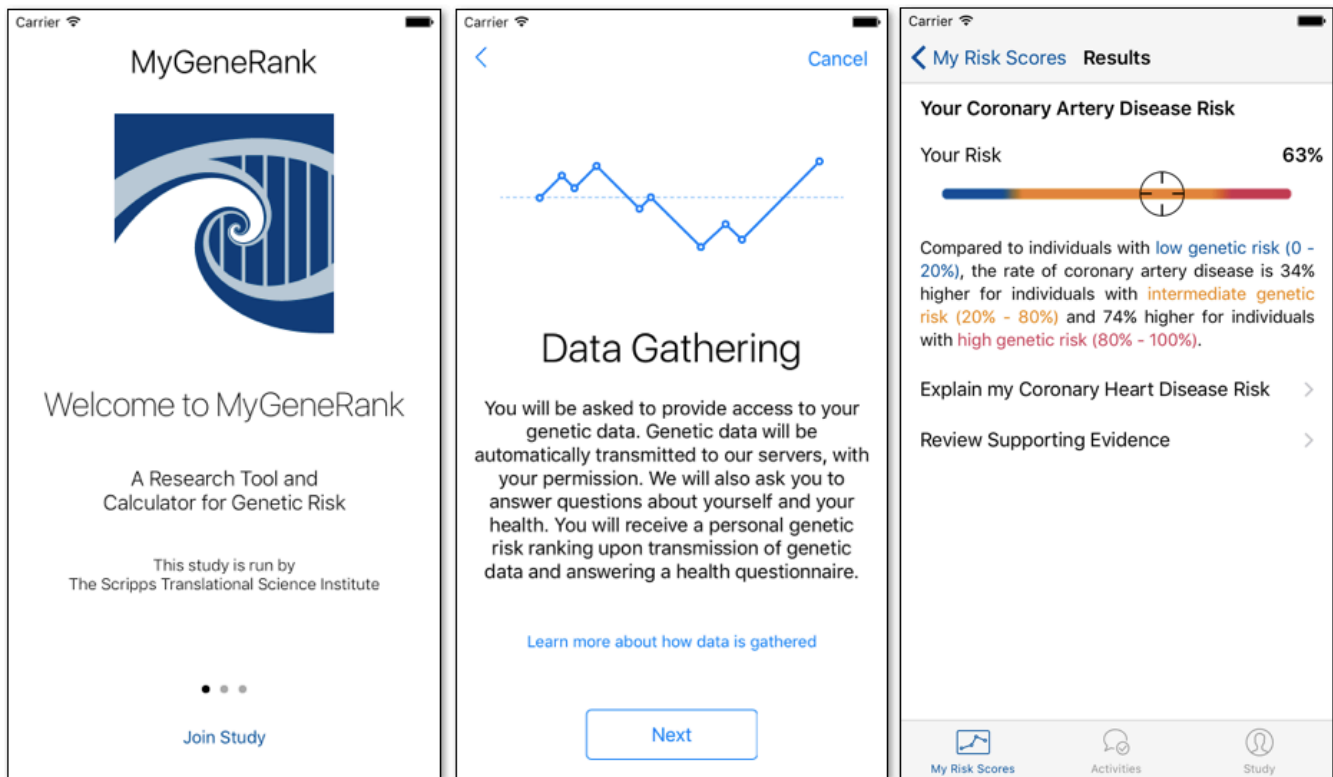 Carrier
MyGeneRank
Welcome to MyGeneRank
A Research Tool and
Calculator for Genetic Risk
This study is run by
The Scripps Translational Science Institute
Join Study
Carrier
Cancel
Data Gathering
You will be asked to provide access to your
genetic data. Genetic data will be
automatically transmitted to our servers, with
your permission. We will also ask you to
answer questions about yourself and your
health. You will receive a personal genetic
risk ranking upon transmission of genetic
data and answering a health questionnaire.
Learn more about how data is gathered
Next
Carrier
My Risk Scores Results
Your Coronary Artery Disease Risk
Your Risk 63%
Compared to individuals with low genetic risk (0 -
20%), the rate of coronary artery disease is 34%
higher for individuals with intermediate genetic
risk (20% - 80%) and 74% higher for individuals
with high genetic risk (80% - 100%).
Explain my Coronary Heart Disease Risk
Review Supporting Evidence
My Risk Scores Activities Study